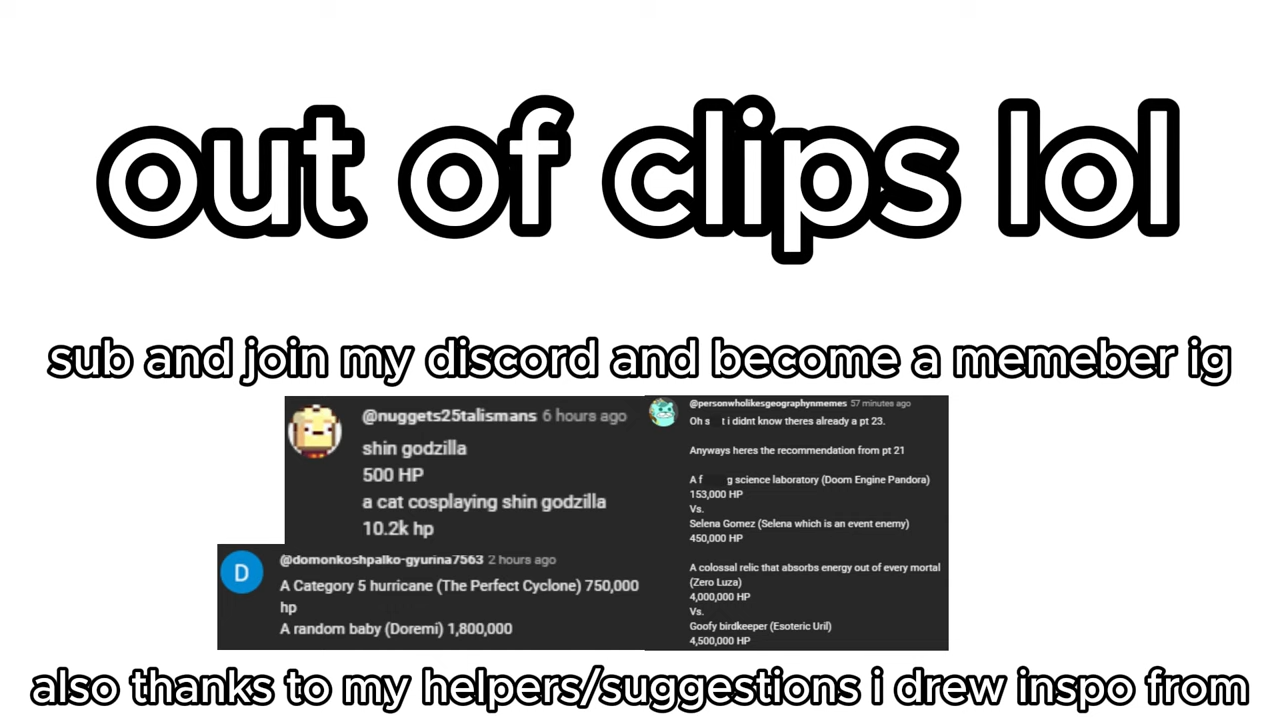 out of clips lol
sub and join my discord and become a memeber ig
@nuggets25talismans 6 hours ago
shin godzilla
500 HP
a cat cosplaying shin godzilla
10.2k hp
D
@domonkoshpalko-gyurina7563 2 hours ago
A Category 5 hurricane (The Perfect Cyclone) 750,000
hp
A random baby (Doremi) 1,800,000
@personwholikesgeographynmemes 57 minutes ago
Oh s t i didnt know theres already a pt 23.
Anyways heres the recommendation from pt 21
A f g science laboratory (Doom Engine Pandora)
153,000 HP
Vs.
Selena Gomez (Selena which is an event enemy)
450,000 HP
A colossal relic that absorbs energy out of every mortal
(Zero Luza)
4,000,000 HP
Vs.
Goofy birdkeeper (Esoteric Uril)
4,500,000 HP
also thanks to my helpers/suggestions i drew inspo from